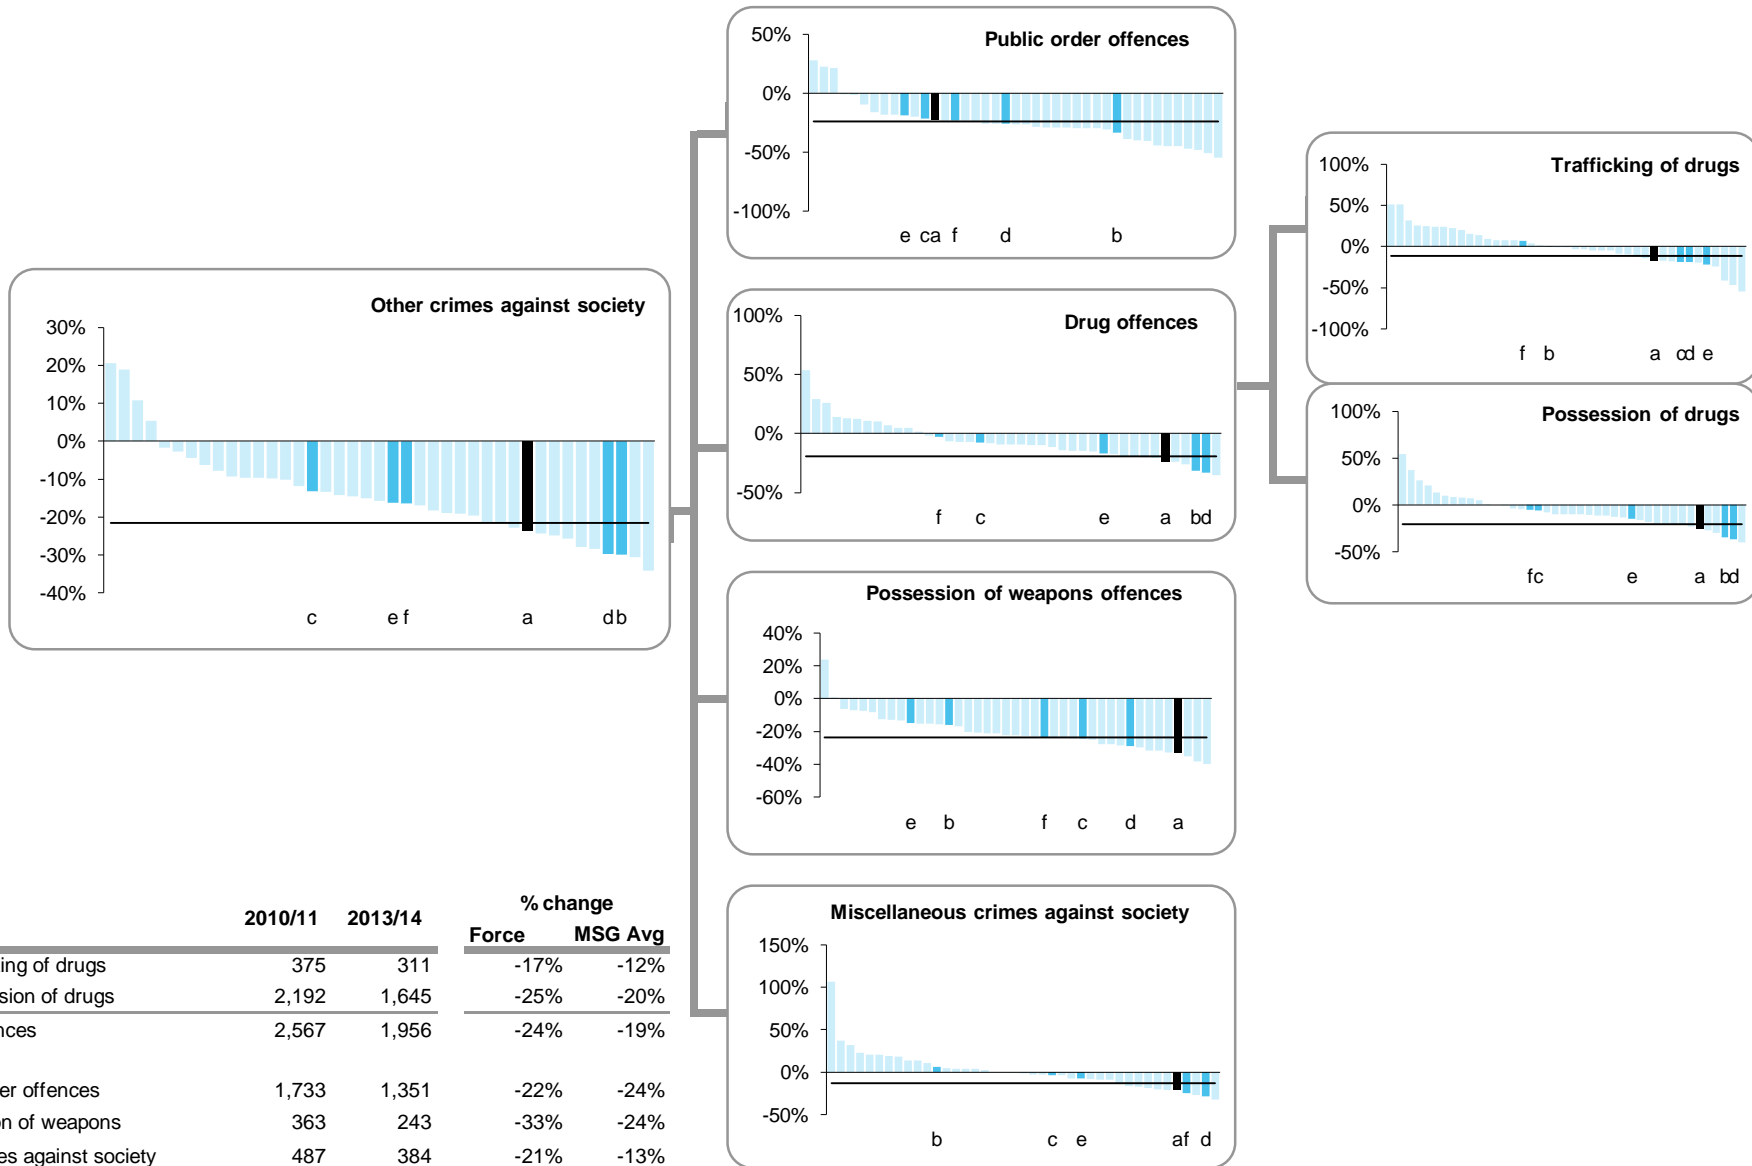 Public order offences
50%
0%
-50%
-100%
e ca f d b
Trafficking of drugs
100%
50%
0%
-50%
-100%
f b a cd e
Other crimes against society
30%
20%
10%
0%
-10%
-20%
-30%
-40%
c e f a d b
Drug offences
100%
50%
0%
-50%
f c e a bd
Possession of drugs
100%
50%
0%
-50%
fc e a bd
Possession of weapons offences
40%
20%
0%
-20%
-40%
-60%
e b f c d a
Miscellaneous crimes against society
150%
100%
50%
0%
-50%
b c e af d
2010/11 2013/14 % change
Force MSG Avg
ing of drugs 375 311 -17% -12%
sion of drugs 2,192 1,645 -25% -20%
nces 2,567 1,956 -24% -19%
er offences 1,733 1,351 -22% -24%
on of weapons 363 243 -33% -24%
es against society 487 384 -21% -13%